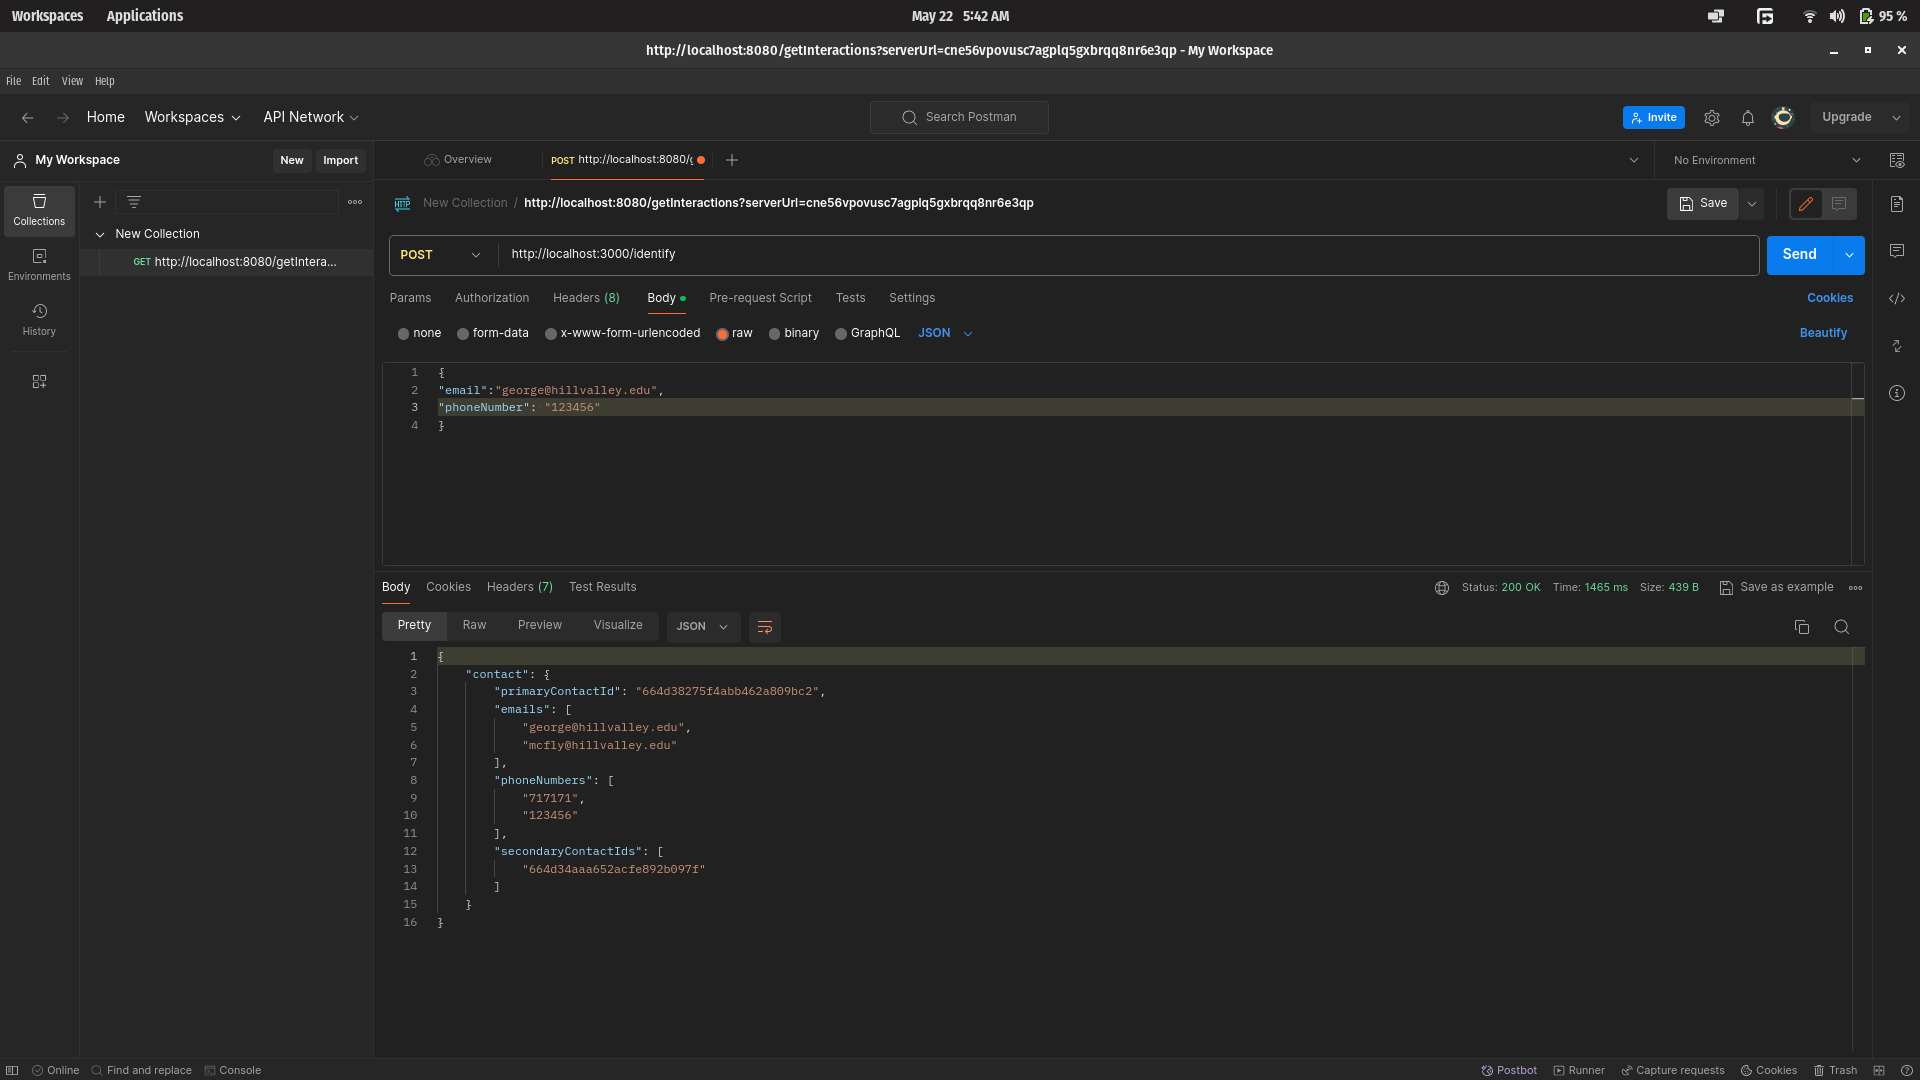 Workspaces Applications May 22 5:42 AM 95 %
http://localhost:8080/getInteractions?serverUrl=cne56vpovusc7agplq5gxbrqq8nr6e3qp - My Workspace
File Edit View Help
Home Workspaces API Network Search Postman Invite Upgrade
My Workspace New Import
Overview POST http://localhost:8080/g No Environment
Collections
New Collection / http://localhost:8080/getInteractions?serverUrl=cne56vpovusc7agplq5gxbrqq8nr6e3qp Save
New Collection
GET http://localhost:8080/getIntera...
Environments
History
POST http://localhost:3000/identify Send
Params Authorization Headers (8) Body Pre-request Script Tests Settings Cookies
none form-data x-www-form-urlencoded raw binary GraphQL JSON Beautify
1 {
2 "email":"george@hillvalley.edu",
3 "phoneNumber": "123456"
4 }
Body Cookies Headers (7) Test Results Status: 200 OK Time: 1465 ms Size: 439 B Save as example
Pretty Raw Preview Visualize JSON
1 {
2 "contact": {
3 "primaryContactId": "664d38275f4abb462a809bc2",
4 "emails": [
5 "george@hillvalley.edu",
6 "mcfly@hillvalley.edu"
7 ],
8 "phoneNumbers": [
9 "717171",
10 "123456"
11 ],
12 "secondaryContactIds": [
13 "664d34aaa652acfe892b097f"
14 ]
15 }
16 }
Online Find and replace Console Postbot Runner Capture requests Cookies Trash